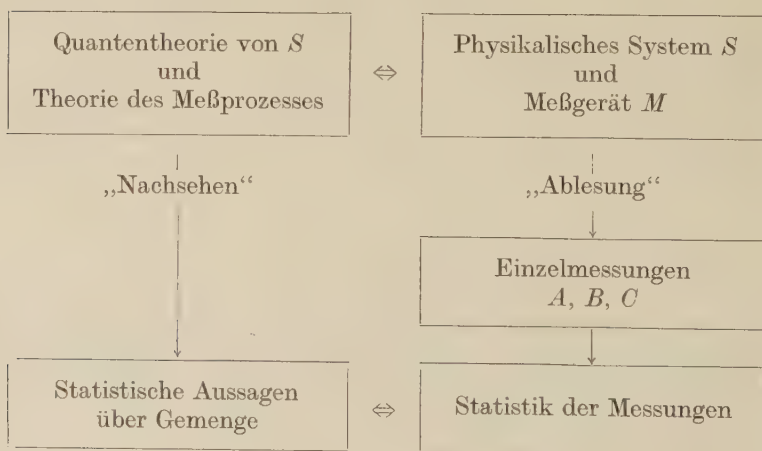 Quantentheorie von S
und
Theorie des Meßprozesses
⇔
Physikalisches System S
und
Meßgerät M
„Nachsehen“
„Ablesung“
Einzelmessungen
A, B, C
Statistische Aussagen
über Gemenge
⇔
Statistik der Messungen